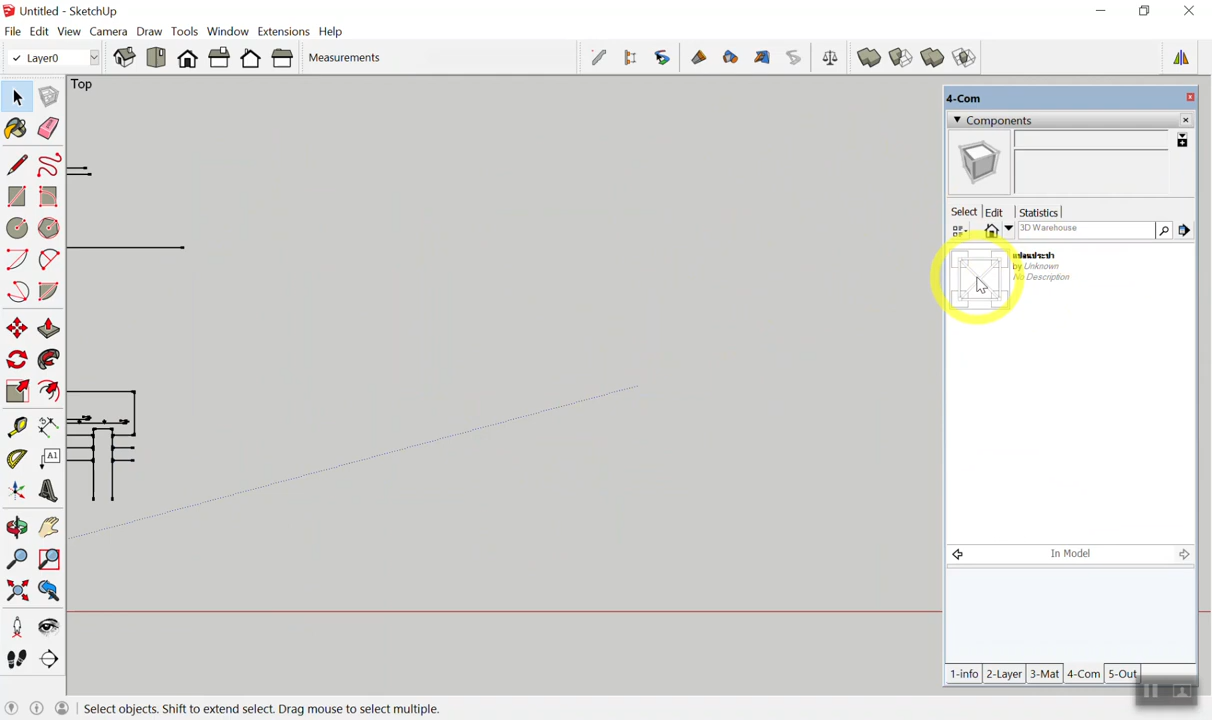 Untitled - SketchUp
File Edit View Camera Draw Tools Window Extensions Help
Layer0
Measurements
Top
4-Com
Components
Select Edit Statistics
3D Warehouse
by Unknown
No Description
A1
In Model
1-info 2-Layer 3-Mat 4-Com 5-Out
Select objects. Shift to extend select. Drag mouse to select multiple.